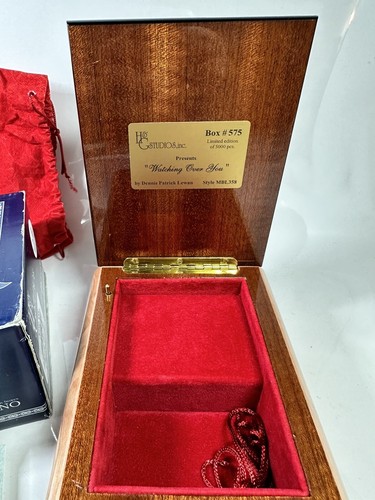 Box # 575
GSTUDIOS, inc.
Limited edition
of 5000 pcs.
Presents
"Watching Over You"
by Dennis Patrick Lewan Style MBL358
ON